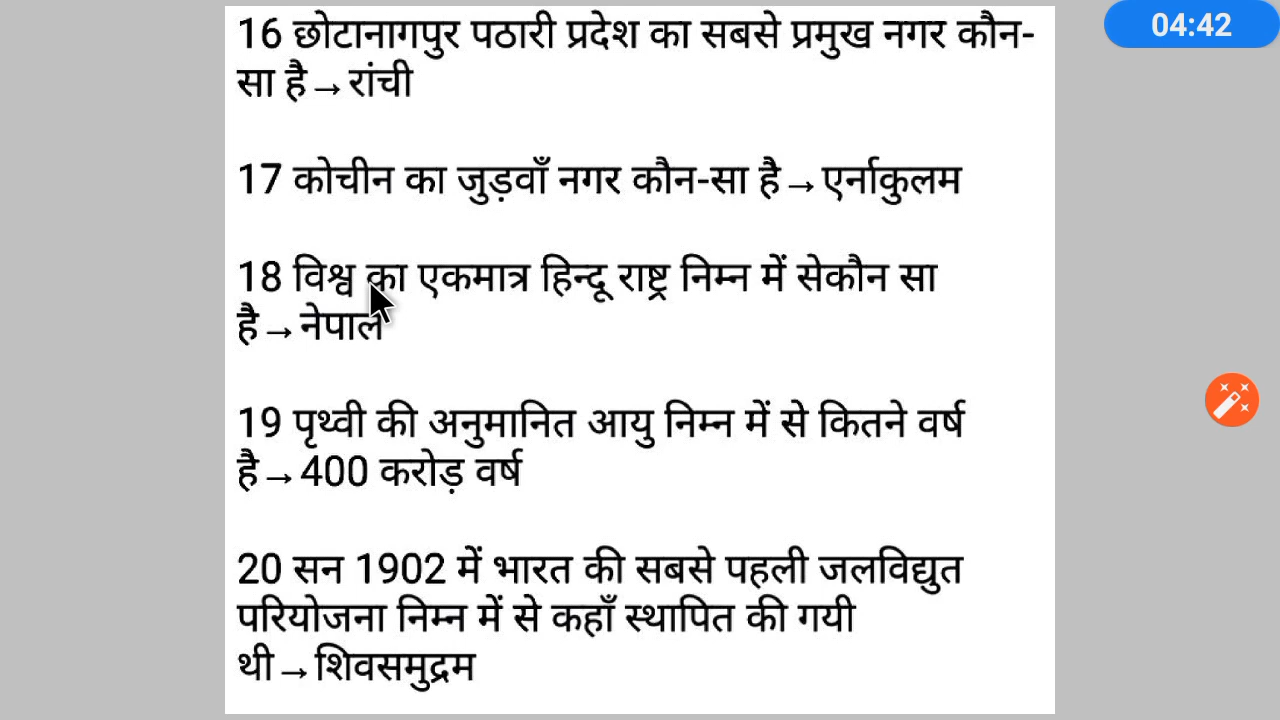 04:42
16 छोटानागपुर पठारी प्रदेश का सबसे प्रमुख नगर कौन-
सा है→रांची
17 कोचीन का जुड़वाँ नगर कौन-सा है→एर्नाकुलम
18 विश्व का एकमात्र हिन्दू राष्ट्र निम्न में सेकौन सा
है→नेपाल
19 पृथ्वी की अनुमानित आयु निम्न में से कितने वर्ष
है→400 करोड़ वर्ष
20 सन 1902 में भारत की सबसे पहली जलविद्युत
परियोजना निम्न में से कहाँ स्थापित की गयी
थी→शिवसमुद्रम